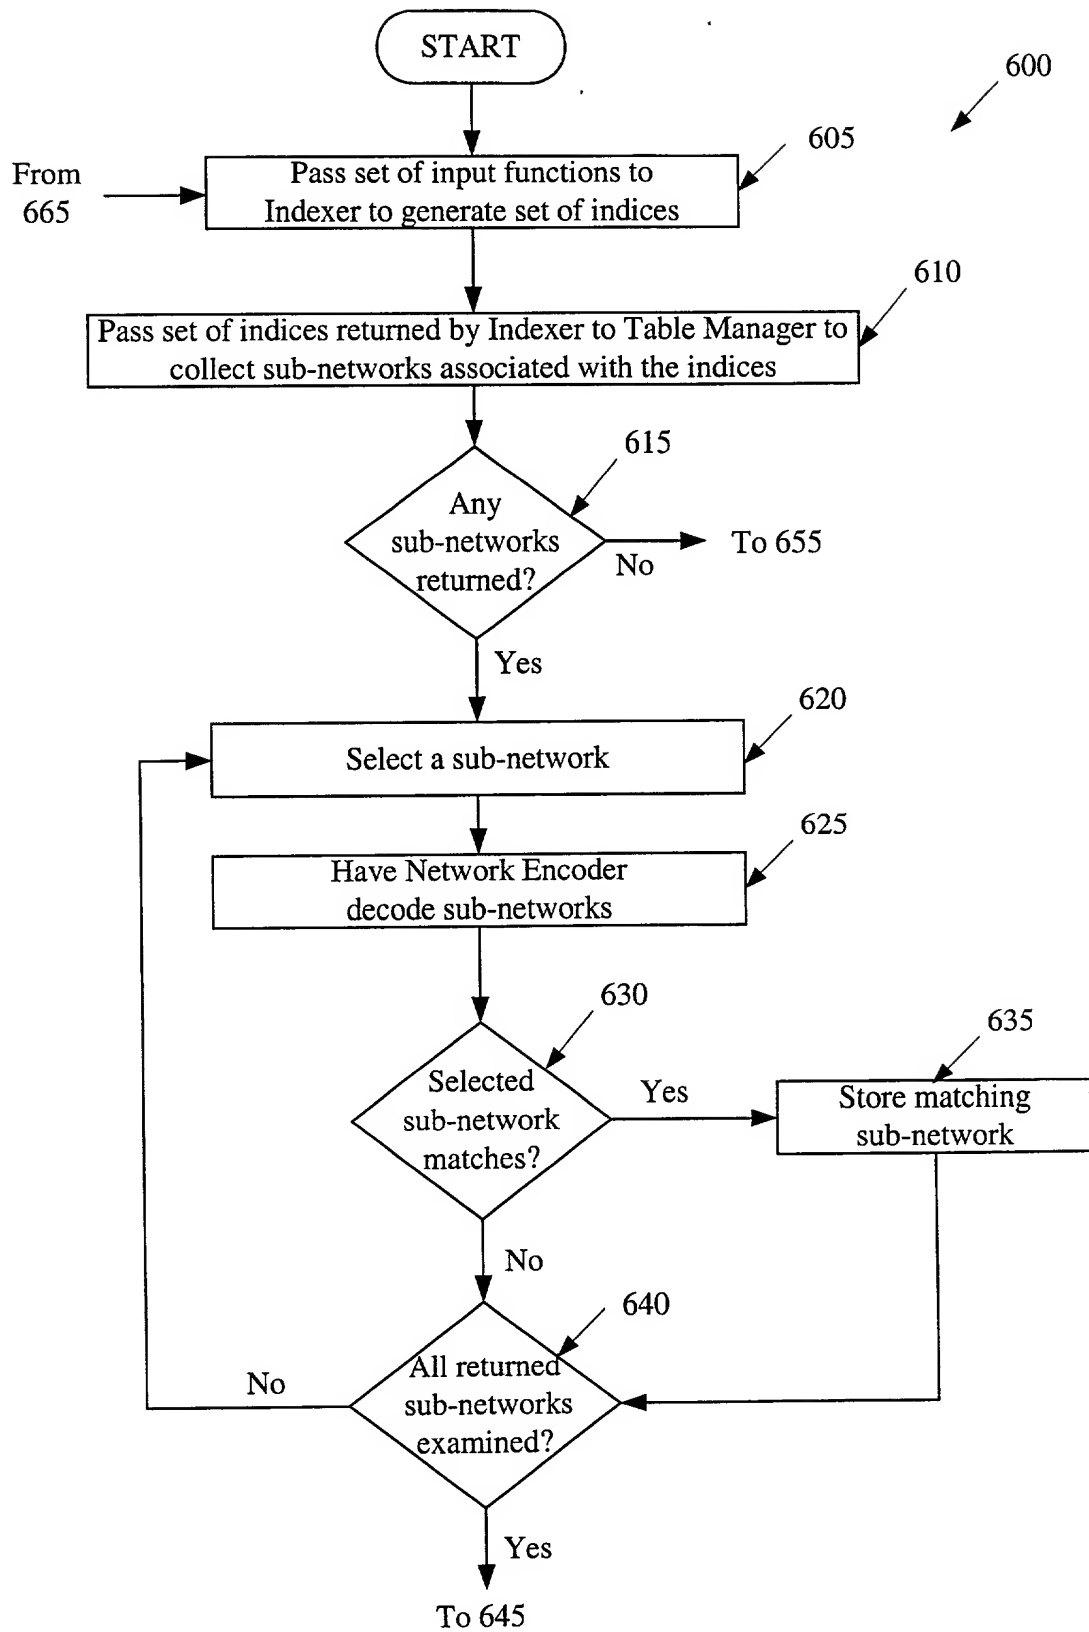 START
600
605
From
665
Pass set of input functions to
Indexer to generate set of indices
610
Pass set of indices returned by Indexer to Table Manager to
collect sub-networks associated with the indices
615
Any
sub-networks
returned?
No
To 655
Yes
620
Select a sub-network
625
Have Network Encoder
decode sub-networks
630
635
Selected
sub-network
matches?
Yes
Store matching
sub-network
No
640
All returned
sub-networks
examined?
No
Yes
To 645